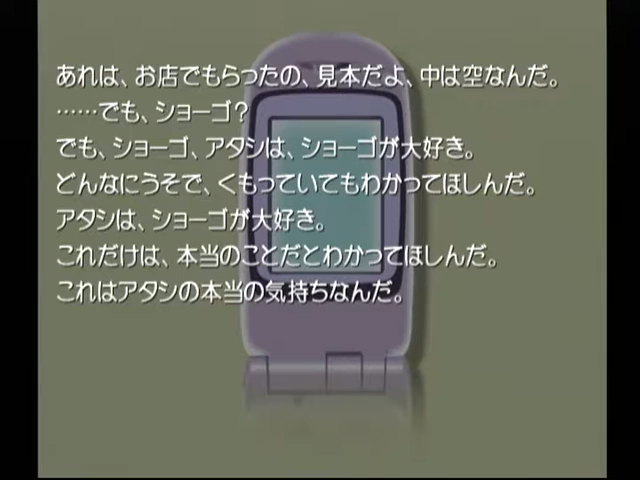 あれは、お店でもらったの、見本だよ、中は空なんだ。
……でも、ショーゴ？
でも、ショーゴ、アタシは、ショーゴが大好き。
どんなにうそで、くもっていてもわかってほしんだ。
アタシは、ショーゴが大好き。
これだけは、本当のことだとわかってほしんだ。
これはアタシの本当の気持ちなんだ。